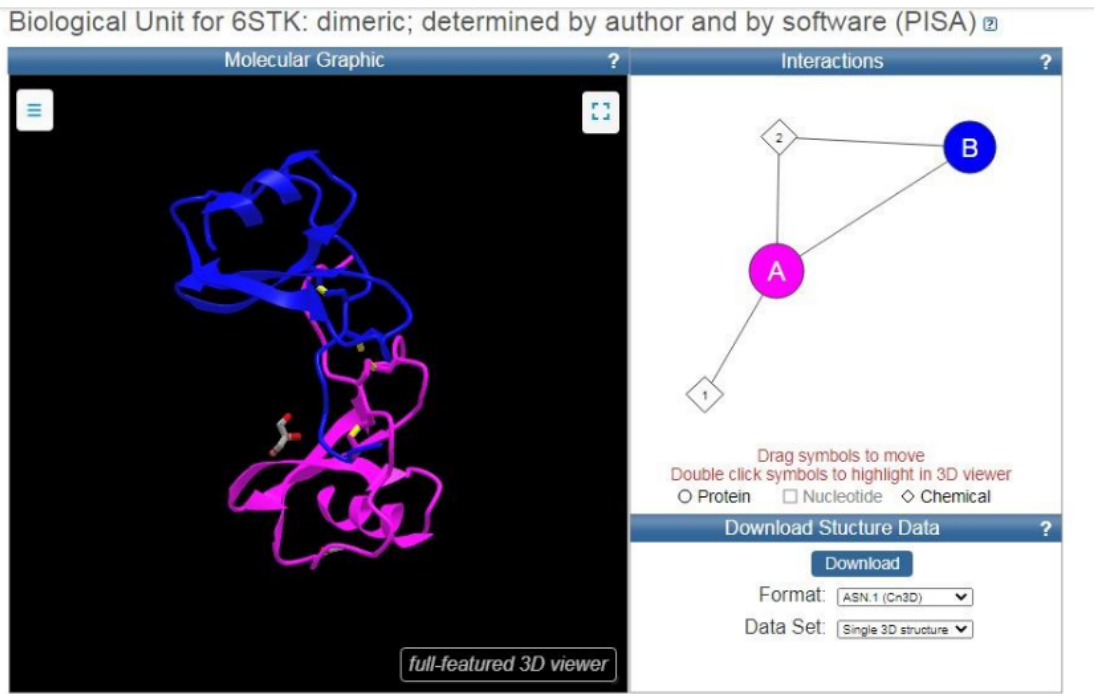 Biological Unit for 6STK: dimeric; determined by author and by software (PISA) ?
Molecular Graphic ?
Interactions ?
2
B
A
1
Drag symbols to move
Double click symbols to highlight in 3D viewer
Protein Nucleotide Chemical
Download Stucture Data ?
Download
Format: ASN.1 (Cn3D)
Data Set: Single 3D structure
full-featured 3D viewer